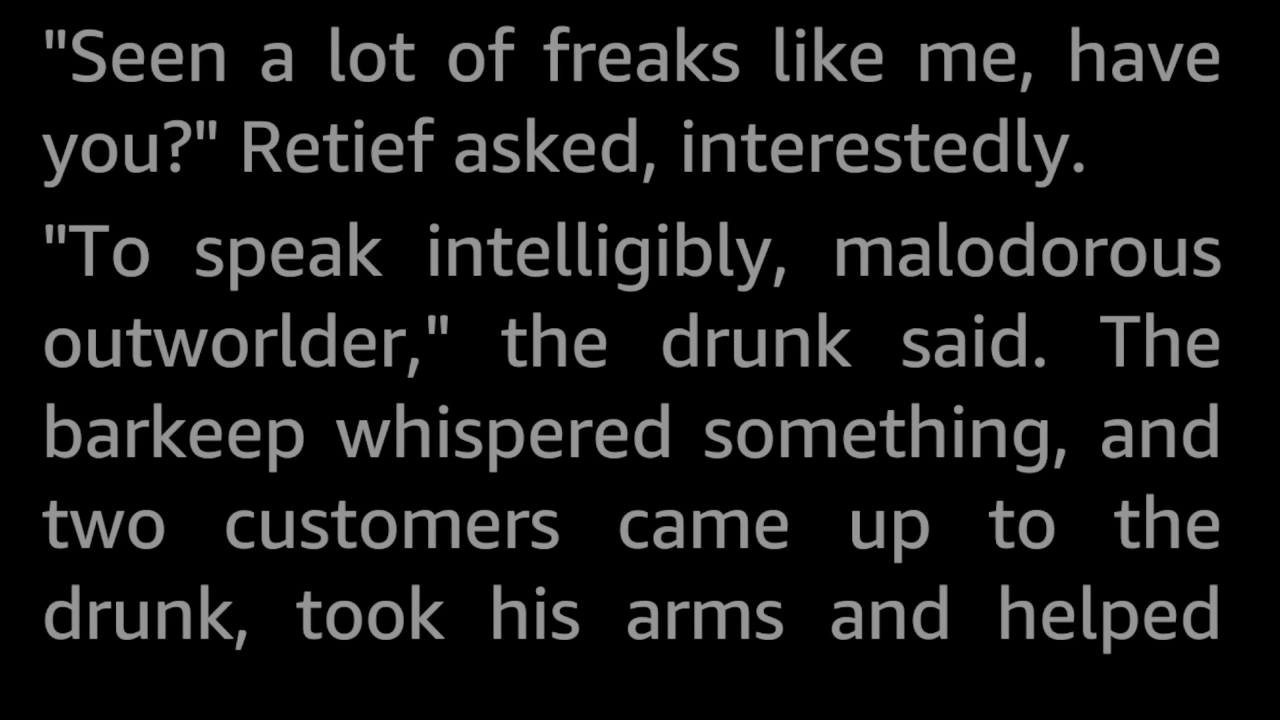 "Seen a lot of freaks like me, have
you?" Retief asked, interestedly.
"To speak intelligibly, malodorous
outworlder," the drunk said. The
barkeep whispered something, and
two customers came up to the
drunk, took his arms and helped